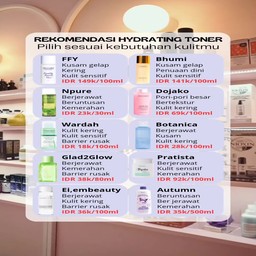 REKOMENDASI HYDRATING TONER
Pilih sesuai kebutuhan kulitmu
FFY
Kusam gelap
Kering
Kulit sensitif
IDR 149k/100ml
Bhumi
Kusam gelap
Penuaan dini
Kulit sensitif
IDR 141k/100ml
Npure
Berjerawat
Beruntusan
Kemerahan
IDR 23k/30ml
Dojako
Pori-pori besar
Bertekstur
Kulit kering
IDR 69k/100ml
Wardah
Kulit kering
Kulit sensitif
Barrier rusak
IDR 18k/100ml
Botanica
Berjerawat
Kusam
Kulit kering
IDR 28k/100ml
Glad2Glow
Berjerawat
Kemerahan
Barrier rusak
IDR 38k/80ml
Pratista
Berjerawat
Kulit sensitif
Kemerahan
IDR 92k/100ml
Ei,embeauty
Berjerawat
Kulit kering
Barrier rusak
IDR 36k/100ml
Autumn
Beruntusan
Ber jerawat
Kemerahan
IDR 35k/500ml